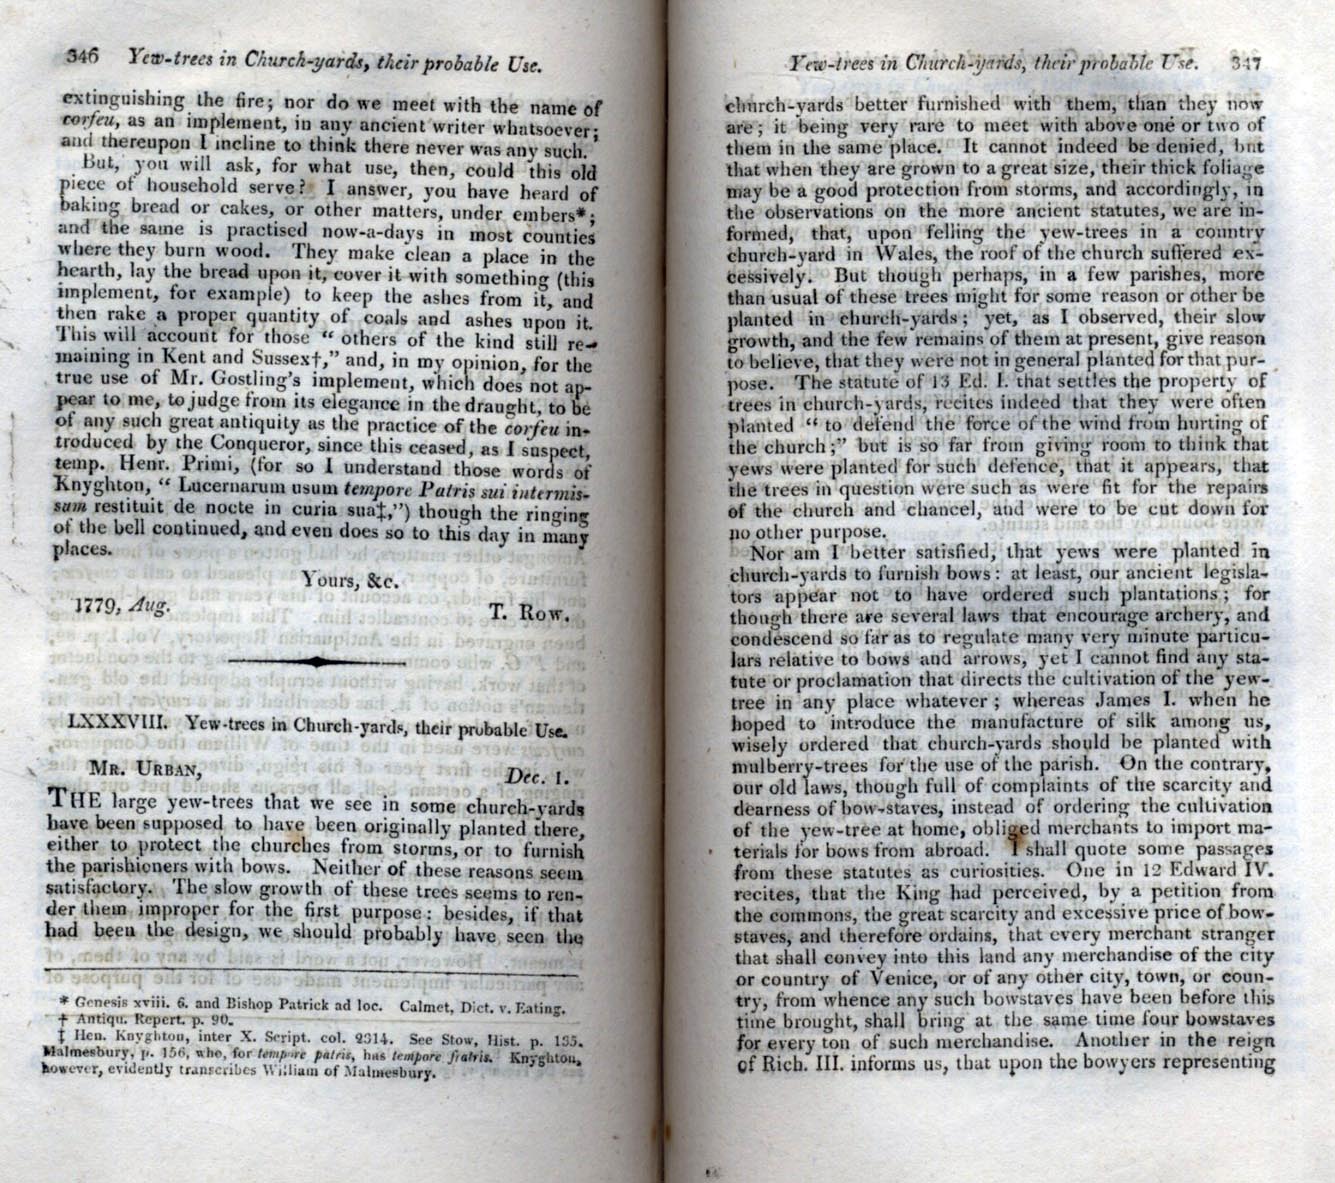 346 Yew-trees in Church-yards, their probable Use.
extinguishing the fire; nor do we meet with the name of
corfeu, as an implement, in any ancient writer whatsoever;
and thereupon I incline to think there never was any such.
But, you will ask, for what use, then, could this old
piece of household serve? I answer, you have heard of
baking bread or cakes, or other matters, under embers*;
and the same is practised now-a-days in most counties
where they burn wood. They make clean a place in the
hearth, lay the bread upon it, cover it with something (this
implement, for example) to keep the ashes from it, and
then rake a proper quantity of coals and ashes upon it.
This will account for those “ others of the kind still re-
maining in Kent and Sussex†,” and, in my opinion, for the
true use of Mr. Gostling's implement, which does not ap-
pear to me, to judge from its elegance in the draught, to be
of any such great antiquity as the practice of the corfeu in-
troduced by the Conqueror, since this ceased, as I suspect,
temp. Henr. Primi, (for so I understand those words of
Knyghton, “ Lucernarum usum tempore Patris sui intermis-
sum restituit de nocte in curia sua‡,”) though the ringing
of the bell continued, and even does so to this day in many
places.
Yours, &c.
1779, Aug. T. Row.
LXXXVIII. Yew-trees in Church-yards, their probable Use.
Mr. Urban, Dec. 1.
THE large yew-trees that we see in some church-yards
have been supposed to have been originally planted there,
either to protect the churches from storms, or to furnish
the parishioners with bows. Neither of these reasons seem
satisfactory. The slow growth of these trees seems to ren-
der them improper for the first purpose: besides, if that
had been the design, we should probably have seen the
* Genesis xviii. 6. and Bishop Patrick ad loc. Calmet, Dict. v. Eating.
† Antiqu. Repert. p. 90.
‡ Hen. Knyghton, inter X. Script. col. 2314. See Stow, Hist. p. 135.
Malmesbury, p. 156, who, for tempore patris, has tempore fratris. Knyghton,
however, evidently transcribes William of Malmesbury.
Yew-trees in Church-yards, their probable Use. 347
church-yards better furnished with them, than they now
are; it being very rare to meet with above one or two of
them in the same place. It cannot indeed be denied, but
that when they are grown to a great size, their thick foliage
may be a good protection from storms, and accordingly, in
the observations on the more ancient statutes, we are in-
formed, that, upon felling the yew-trees in a country
church-yard in Wales, the roof of the church suffered ex-
cessively. But though perhaps, in a few parishes, more
than usual of these trees might for some reason or other be
planted in church-yards; yet, as I observed, their slow
growth, and the few remains of them at present, give reason
to believe, that they were not in general planted for that pur-
pose. The statute of 13 Ed. I. that settles the property of
trees in church-yards, recites indeed that they were often
planted “ to defend the force of the wind from hurting of
the church;” but is so far from giving room to think that
yews were planted for such defence, that it appears, that
the trees in question were such as were fit for the repairs
of the church and chancel, and were to be cut down for
no other purpose.
Nor am I better satisfied, that yews were planted in
church-yards to furnish bows: at least, our ancient legisla-
tors appear not to have ordered such plantations; for
though there are several laws that encourage archery, and
condescend so far as to regulate many very minute particu-
lars relative to bows and arrows, yet I cannot find any sta-
tute or proclamation that directs the cultivation of the yew-
tree in any place whatever; whereas James I. when he
hoped to introduce the manufacture of silk among us,
wisely ordered that church-yards should be planted with
mulberry-trees for the use of the parish. On the contrary,
our old laws, though full of complaints of the scarcity and
dearness of bow-staves, instead of ordering the cultivation
of the yew-tree at home, obliged merchants to import ma-
terials for bows from abroad. I shall quote some passages
from these statutes as curiosities. One in 12 Edward IV.
recites, that the King had perceived, by a petition from
the commons, the great scarcity and excessive price of bow-
staves, and therefore ordains, that every merchant stranger
that shall convey into this land any merchandise of the city
or country of Venice, or of any other city, town, or coun-
try, from whence any such bowstaves have been before this
time brought, shall bring at the same time four bowstaves
for every ton of such merchandise. Another in the reign
of Rich. III. informs us, that upon the bowyers representing